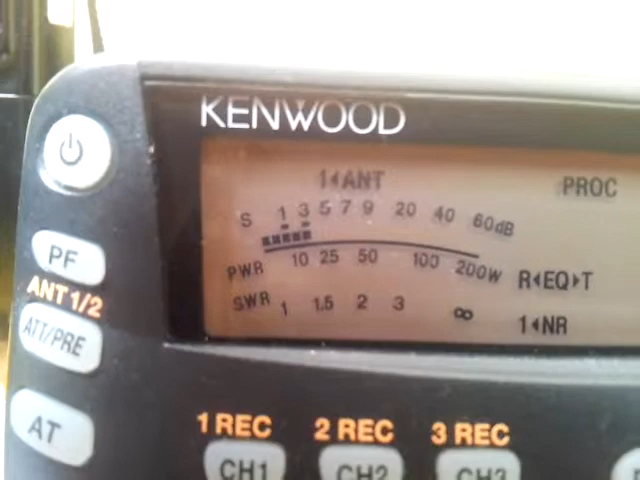 KENWOOD
1◂ANT
PROC
S 1 3 5 7 9 20 40 60dB
PWR 10 25 50 100 200W
R◂EQ▸T
SWR 1 1.5 2 3 ∞
1◂NR
PF
ANT 1/2
ATT/PRE
AT
1 REC 2 REC 3 REC
CH1 CH2 CH3